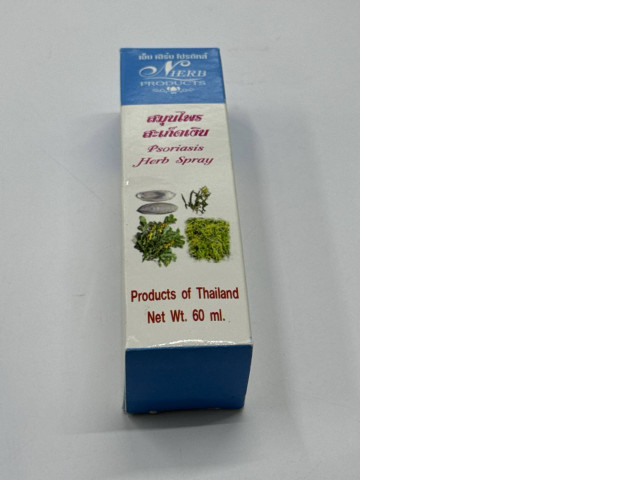 เอ็น เฮิร์บ โปรดักส์
N HERB
PRODUCTS
สมุนไพร
สะเก็ดเงิน
Psoriasis
Herb Spray
Products of Thailand
Net Wt. 60 ml.